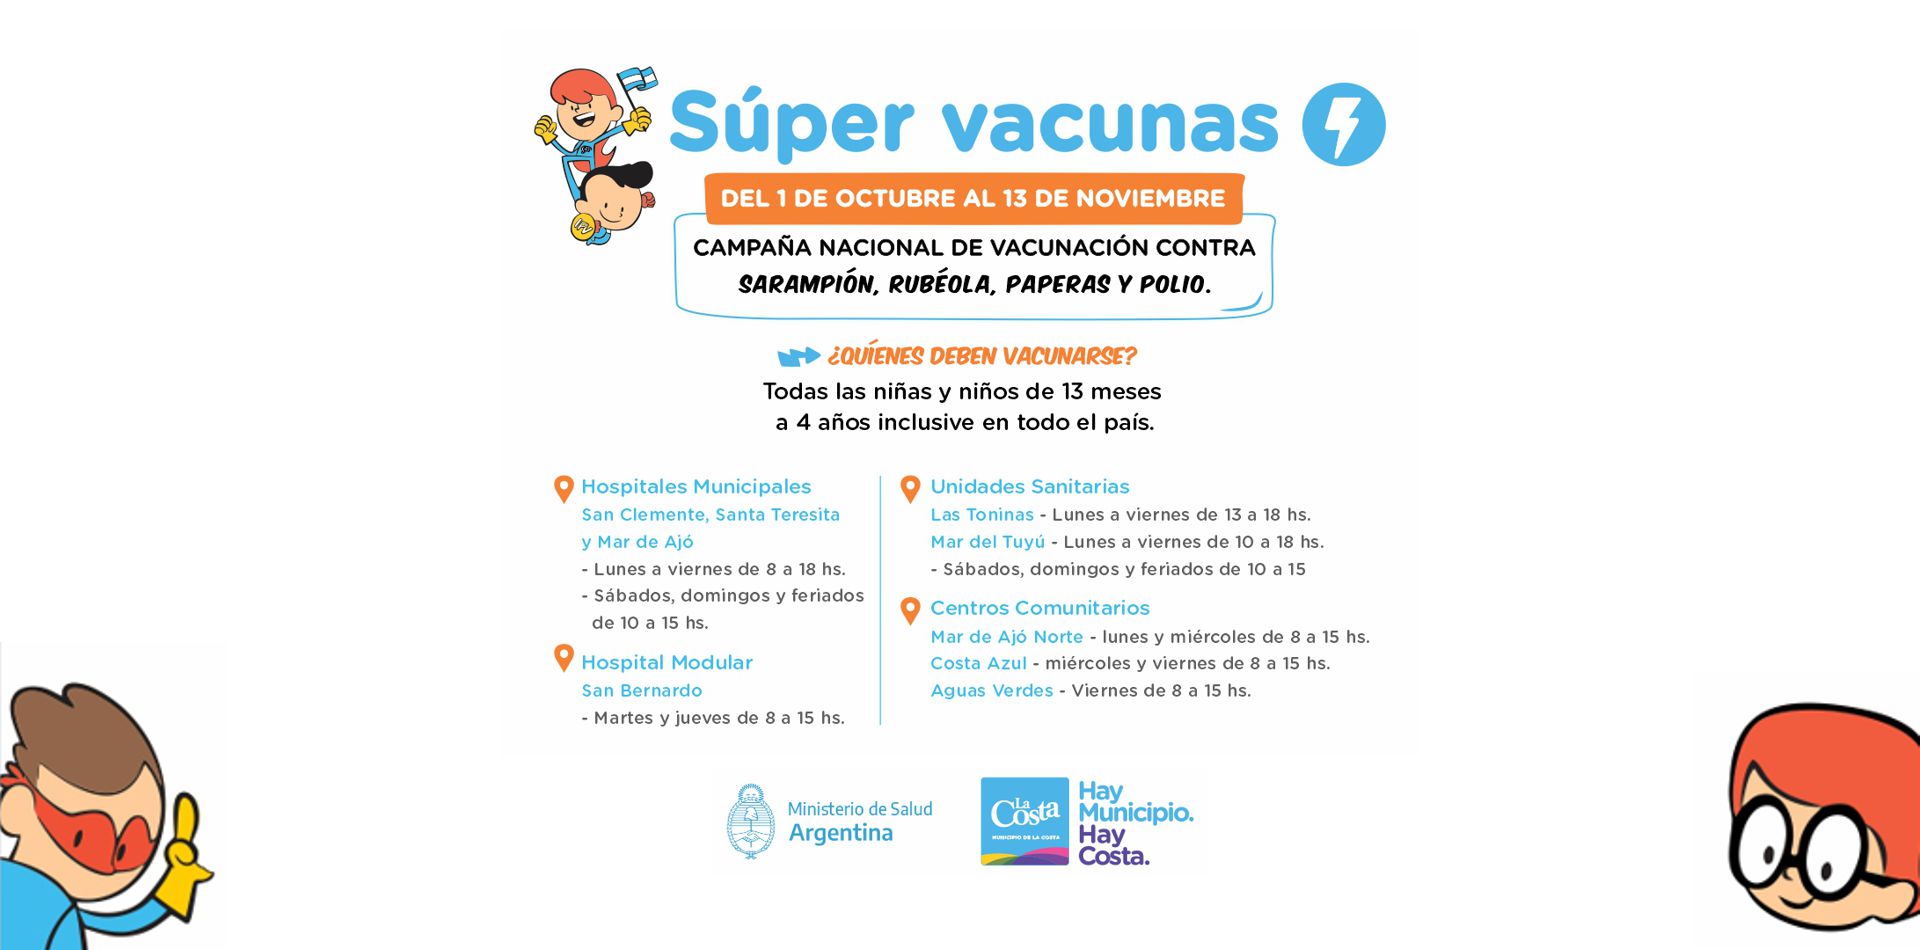 Súper vacunas
DEL 1 DE OCTUBRE AL 13 DE NOVIEMBRE
CAMPAÑA NACIONAL DE VACUNACIÓN CONTRA
SARAMPIÓN, RUBÉOLA, PAPERAS Y POLIO.
¿QUÍENES DEBEN VACUNARSE?
Todas las niñas y niños de 13 meses
a 4 años inclusive en todo el país.
Hospitales Municipales
San Clemente, Santa Teresita
y Mar de Ajó
- Lunes a viernes de 8 a 18 hs.
- Sábados, domingos y feriados
de 10 a 15 hs.
Hospital Modular
San Bernardo
- Martes y jueves de 8 a 15 hs.
Unidades Sanitarias
Las Toninas - Lunes a viernes de 13 a 18 hs.
Mar del Tuyú - Lunes a viernes de 10 a 18 hs.
- Sábados, domingos y feriados de 10 a 15
Centros Comunitarios
Mar de Ajó Norte - lunes y miércoles de 8 a 15 hs.
Costa Azul - miércoles y viernes de 8 a 15 hs.
Aguas Verdes - Viernes de 8 a 15 hs.
Ministerio de Salud
Argentina
La
Costa
MUNICIPIO DE LA COSTA
Hay
Municipio.
Hay
Costa.